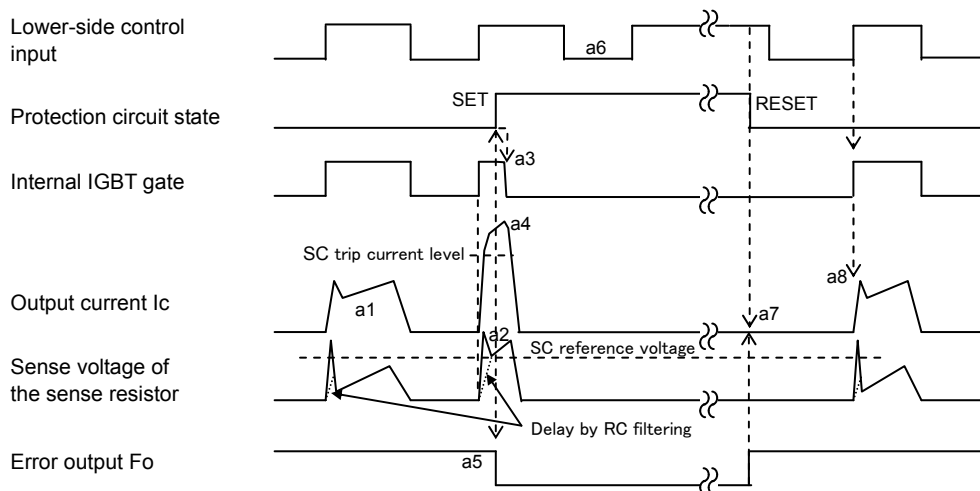 Lower-side control
input
a6
SET
RESET
Protection circuit state
a3
Internal IGBT gate
a4
SC trip current level
a8
Output current Ic
a1
a7
a2
SC reference voltage
Sense voltage of
the sense resistor
Delay by RC filtering
Error output Fo
a5